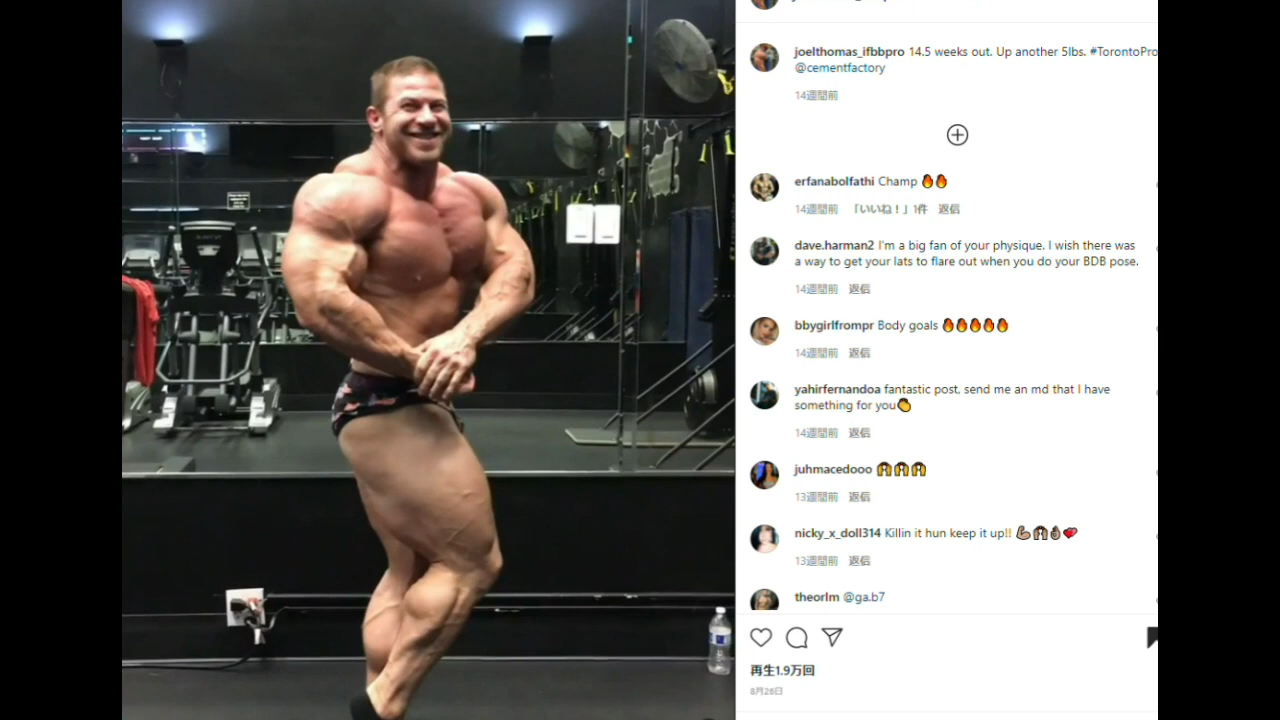 joelthomas_ifbbpro 14.5 weeks out. Up another 5lbs. #TorontoPro
@cementfactory
14週間前
erfanabolfathi Champ 🔥🔥
14週間前 「いいね！」1件 返信
dave.harman2 I'm a big fan of your physique. I wish there was
a way to get your lats to flare out when you do your BDB pose.
14週間前 返信
bbygirlfrompr Body goals 🔥🔥🔥🔥🔥
14週間前 返信
yahirfernandoa fantastic post, send me an md that I have
something for you👏
14週間前 返信
juhmacedooo 🙌🙌🙌
13週間前 返信
nicky_x_doll314 Killin it hun keep it up!! 💪🙌👌💝
13週間前 返信
theorlm @ga.b7
再生1.9万回
8月26日